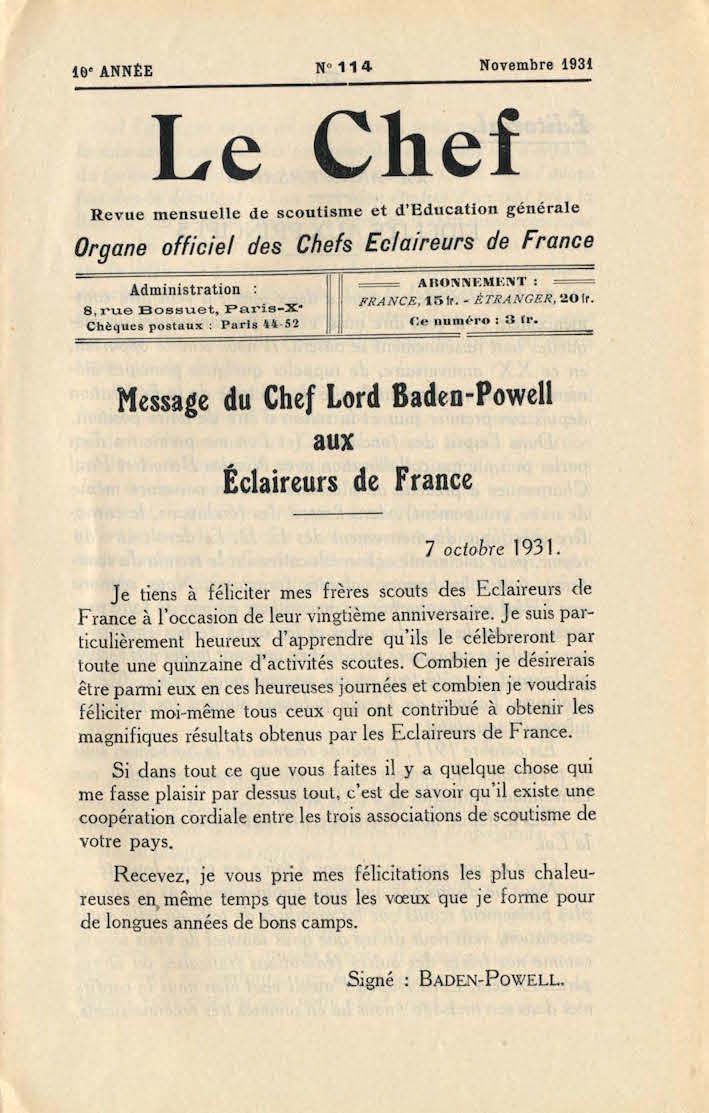 10e ANNÉE N° 114 Novembre 1931
Le Chef
Revue mensuelle de scoutisme et d'Education générale
Organe officiel des Chefs Eclaireurs de France
Administration :
8, rue Bossuet, Paris-Xe
Chèques postaux : Paris 44-52
ABONNEMENT :
FRANCE, 15 fr. - ÉTRANGER, 20 fr.
Ce numéro : 3 fr.
Message du Chef Lord Baden-Powell
aux
Éclaireurs de France
7 octobre 1931.
Je tiens à féliciter mes frères scouts des Eclaireurs de
France à l'occasion de leur vingtième anniversaire. Je suis par-
ticulièrement heureux d'apprendre qu'ils le célèbreront par
toute une quinzaine d'activités scoutes. Combien je désirerais
être parmi eux en ces heureuses journées et combien je voudrais
féliciter moi-même tous ceux qui ont contribué à obtenir les
magnifiques résultats obtenus par les Eclaireurs de France.
Si dans tout ce que vous faites il y a quelque chose qui
me fasse plaisir par dessus tout, c'est de savoir qu'il existe une
coopération cordiale entre les trois associations de scoutisme de
votre pays.
Recevez, je vous prie mes félicitations les plus chaleu-
reuses en même temps que tous les vœux que je forme pour
de longues années de bons camps.
Signé : BADEN-POWELL.